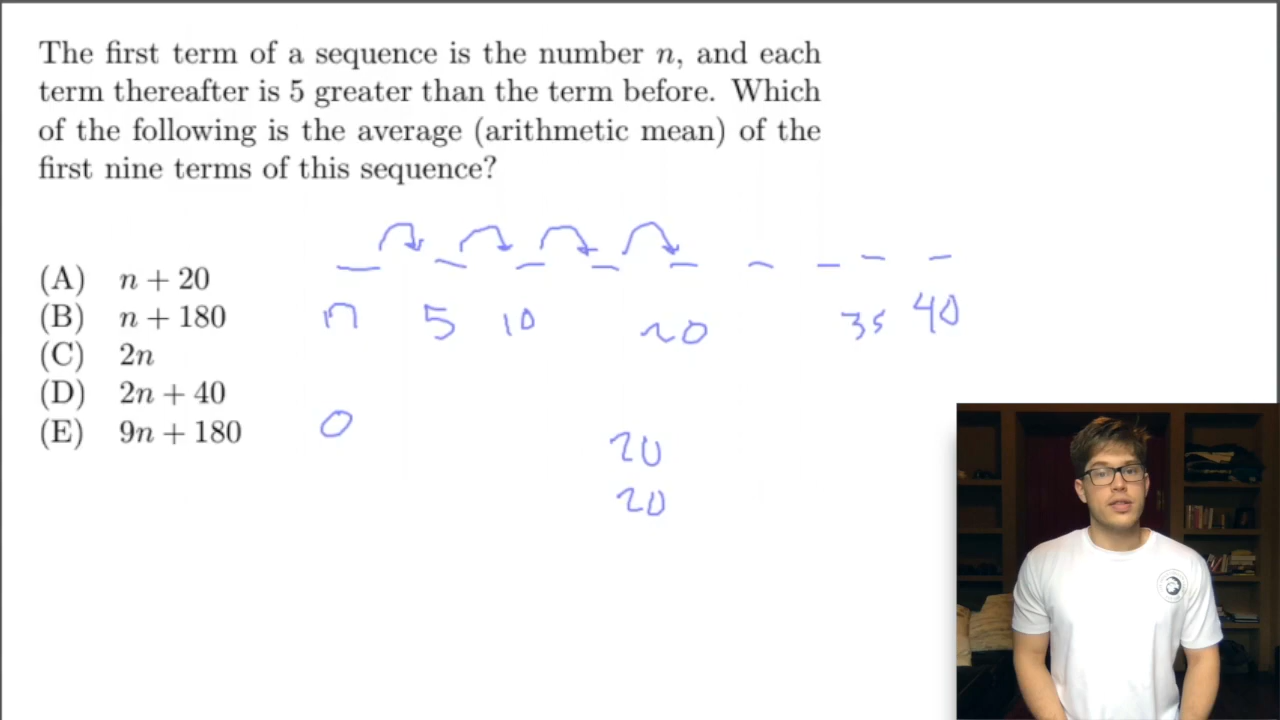 The first term of a sequence is the number n, and each
term thereafter is 5 greater than the term before. Which
of the following is the average (arithmetic mean) of the
first nine terms of this sequence?
(A) n + 20
(B) n + 180
(C) 2n
(D) 2n + 40
(E) 9n + 180
n 5 10 20 35 40
0
20
20